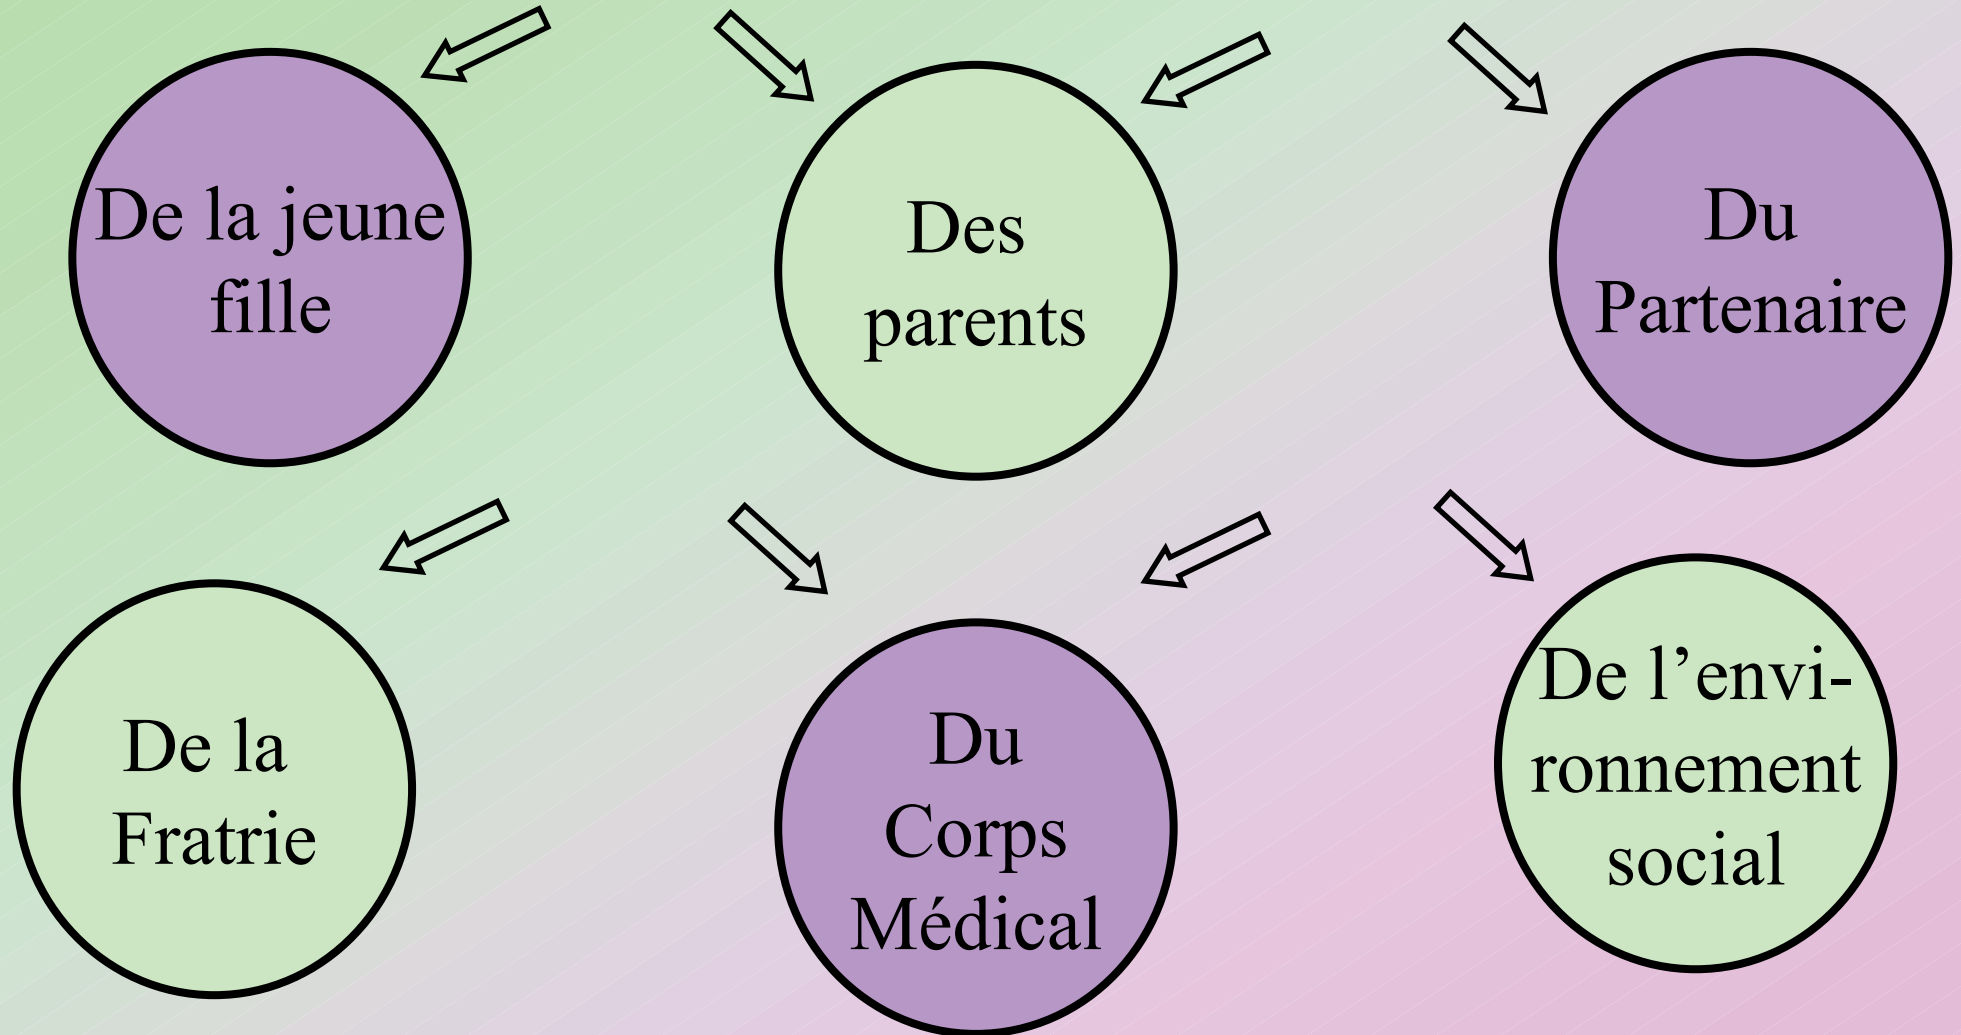 De la jeune
fille
Des
parents
Du
Partenaire
De la
Fratrie
Du
Corps
Médical
De l’envi-
ronnement
social